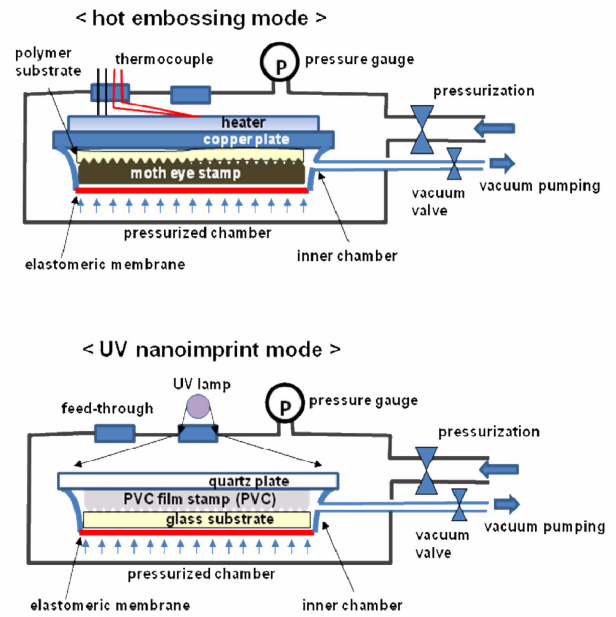 < hot embossing mode >
polymer
substrate
thermocouple
P
pressure gauge
pressurization
heater
copper plate
moth eye stamp
vacuum
valve
vacuum pumping
pressurized chamber
inner chamber
elastomeric membrane
< UV nanoimprint mode >
UV lamp
feed-through
P
pressure gauge
pressurization
quartz plate
PVC film stamp (PVC)
glass substrate
vacuum
valve
vacuum pumping
pressurized chamber
elastomeric membrane
inner chamber